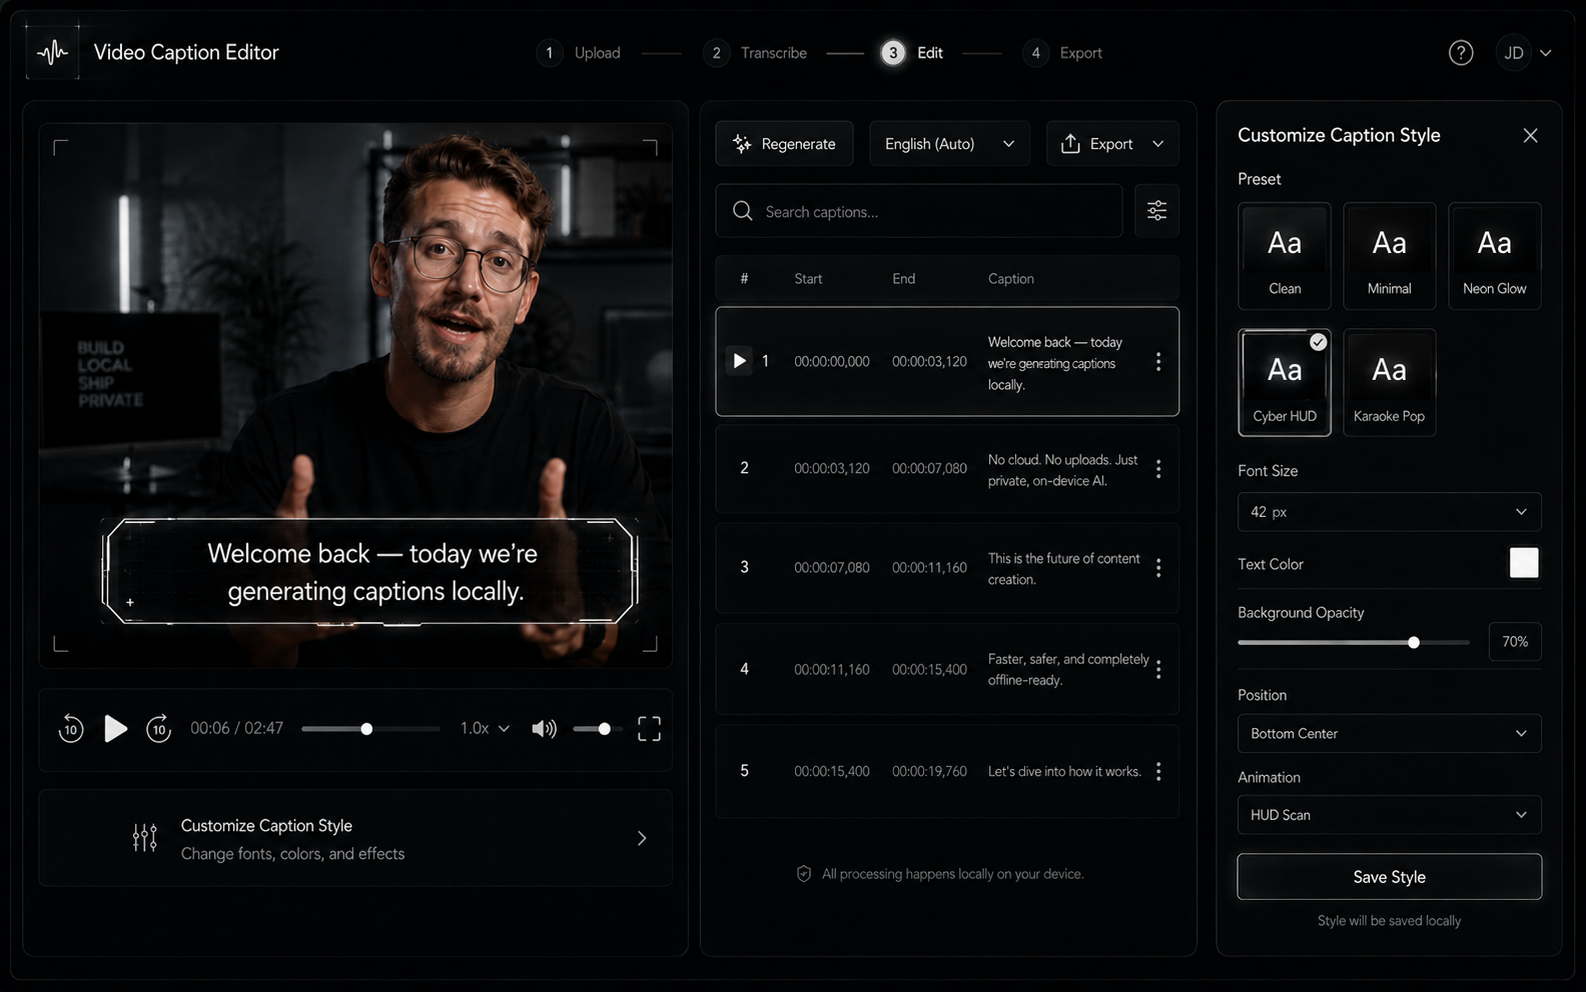 Video Caption Editor
1 Upload
2 Transcribe
3 Edit
4 Export
?
JD
BUILD
LOCAL
SHIP
PRIVATE
Welcome back — today we’re
generating captions locally.
10
10
00:06 / 02:47
1.0x
Customize Caption Style
Change fonts, colors, and effects
Regenerate
English (Auto)
Export
Search captions...
# Start End Caption
1 00:00:00,000 00:00:03,120
Welcome back — today
we're genꞧrating captions
locally.
2 00:00:03,120 00:00:07,080
No cloud. No uploads. Just
private, on-device AI.
3 00:00:07,080 00:00:11,160
This is the future of content
creation.
4 00:00:11,160 00:00:15,400
Faster, safer, and completely
offline-ready.
5 00:00:15,400 00:00:19,760 Let's dive into how it works.
All processing happens locally on your device.
Customize Caption Style
Preset
Aa
Clean
Aa
Minimal
Aa
Neon Glow
Aa
Cyber HUD
Aa
Karaoke Pop
Font Size
42 px
Text Color
Background Opacity
70%
Position
Bottom Center
Animation
HUD Scan
Save Style
Style will be saved locally